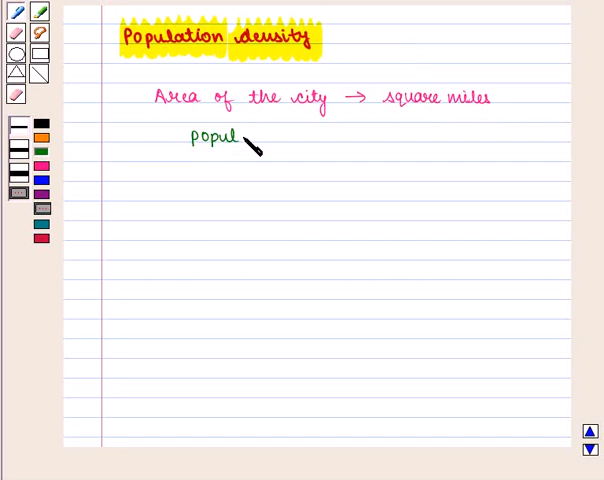 Population density
Area of the city → square miles
popul